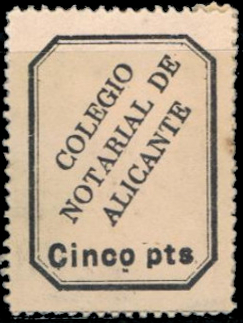 COLEGIO
NOTARIAL DE
ALICANTE
Cinco pts